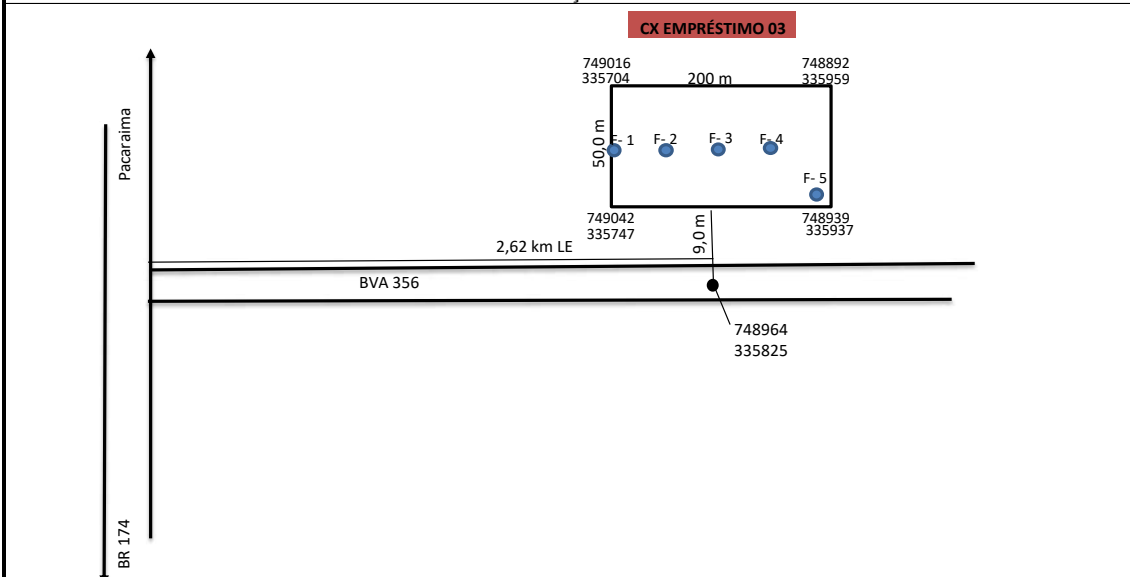 CX EMPRÉSTIMO 03
749016
335704
200 m
748892
335959
Pacaraima
50,0 m
F- 1
F- 2
F- 3
F- 4
F- 5
749042
335747
9,0 m
748939
335937
2,62 km LE
BVA 356
748964
335825
BR 174